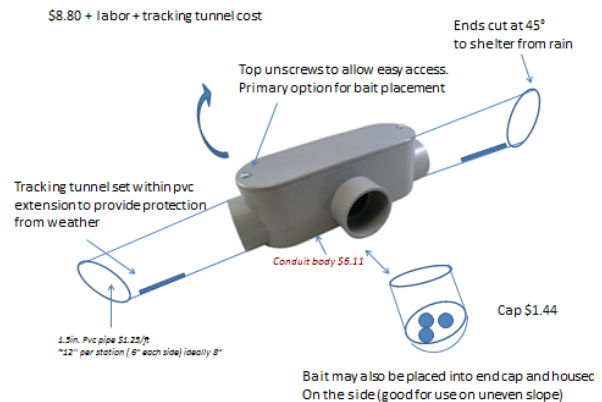 $8.80 + labor + tracking tunnel cost
Ends cut at 45°
to shelter from rain
Top unscrews to allow easy access.
Primary option for bait placement
Tracking tunnel set within pvc
extension to provide protection
from weather
Conduit body $6.11
Cap $1.44
1.5in. Pvc pipe $1.25/ft
~12" per station ( 6" each side) ideally 8"
Bait may also be placed into end cap and housed
On the side (good for use on uneven slope)